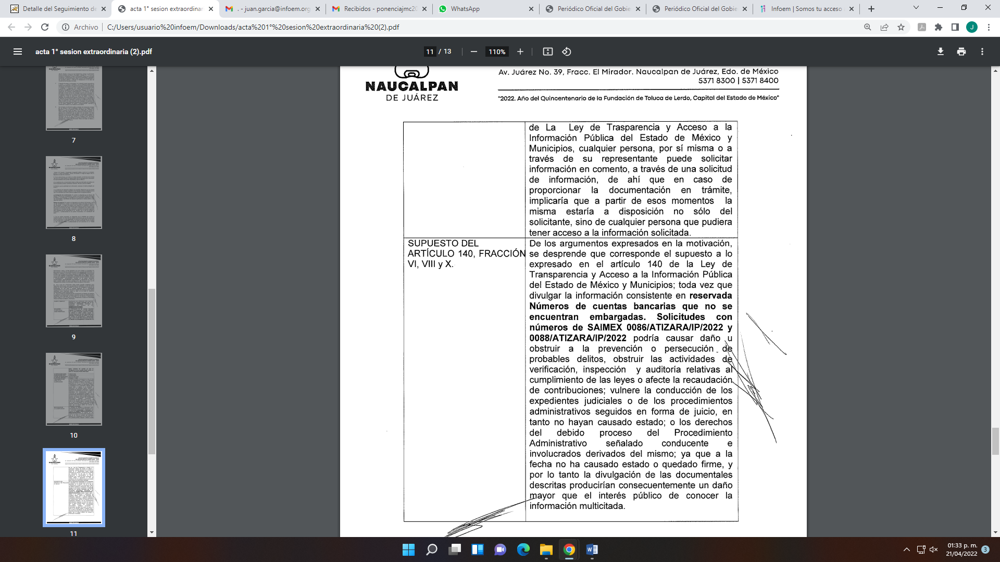 Detalle del Seguimiento de
acta 1° sesion extraordinar
. - juan.garcia@infoem.org
Recibidos - ponenciajmc20
WhatsApp
Periódico Oficial del Gobie
Periódico Oficial del Gobie
Infoem | Somos tu acceso
Archivo
C:/Users/usuario%20infoem/Downloads/acta%201°%20sesion%20extraordinaria%20(2).pdf
J
acta 1° sesion extraordinaria (2).pdf
11 / 13
110%
7
8
9
10
11
NAUCALPAN
DE JUÁREZ
Av. Juárez No. 39, Fracc. El Mirador. Naucalpan de Juárez, Edo. de México
5371 8300 | 5371 8400
"2022. Año del Quincentenario de la Fundación de Toluca de Lerdo, Capital del Estado de México"
de La Ley de Trasparencia y Acceso a la
Información Pública del Estado de México y
Municipios, cualquier persona, por sí misma o a
través de su representante puede solicitar
información en comento, a través de una solicitud
de información, de ahí que en caso de
proporcionar la documentación en trámite,
implicaría que a partir de esos momentos la
misma estaría a disposición no sólo del
solicitante, sino de cualquier persona que pudiera
tener acceso a la información solicitada.
SUPUESTO DEL
ARTÍCULO 140, FRACCIÓN
VI, VIII y X.
De los argumentos expresados en la motivación,
se desprende que corresponde el supuesto a lo
expresado en el artículo 140 de la Ley de
Transparencia y Acceso a la Información Pública
del Estado de México y Municipios; toda vez que
divulgar la información consistente en reservada
Números de cuentas bancarias que no se
encuentran embargadas. Solicitudes con
números de SAIMEX 0086/ATIZARA/IP/2022 y
0088/ATIZARA/IP/2022 podría causar daño u
obstruir a la prevención o persecución de
probables delitos, obstruir las actividades de
verificación, inspección y auditoría relativas al
cumplimiento de las leyes o afecte la recaudación
de contribuciones; vulnere la conducción de los
expedientes judiciales o de los procedimientos
administrativos seguidos en forma de juicio, en
tanto no hayan causado estado; o los derechos
del debido proceso del Procedimiento
Administrativo señalado conducente e
involucrados derivados del mismo; ya que a la
fecha no ha causado estado o quedado firme, y
por lo tanto la divulgación de las documentales
descritas producirían consecuentemente un daño
mayor que el interés público de conocer la
información multicitada.
01:33 p. m.
21/04/2022
3